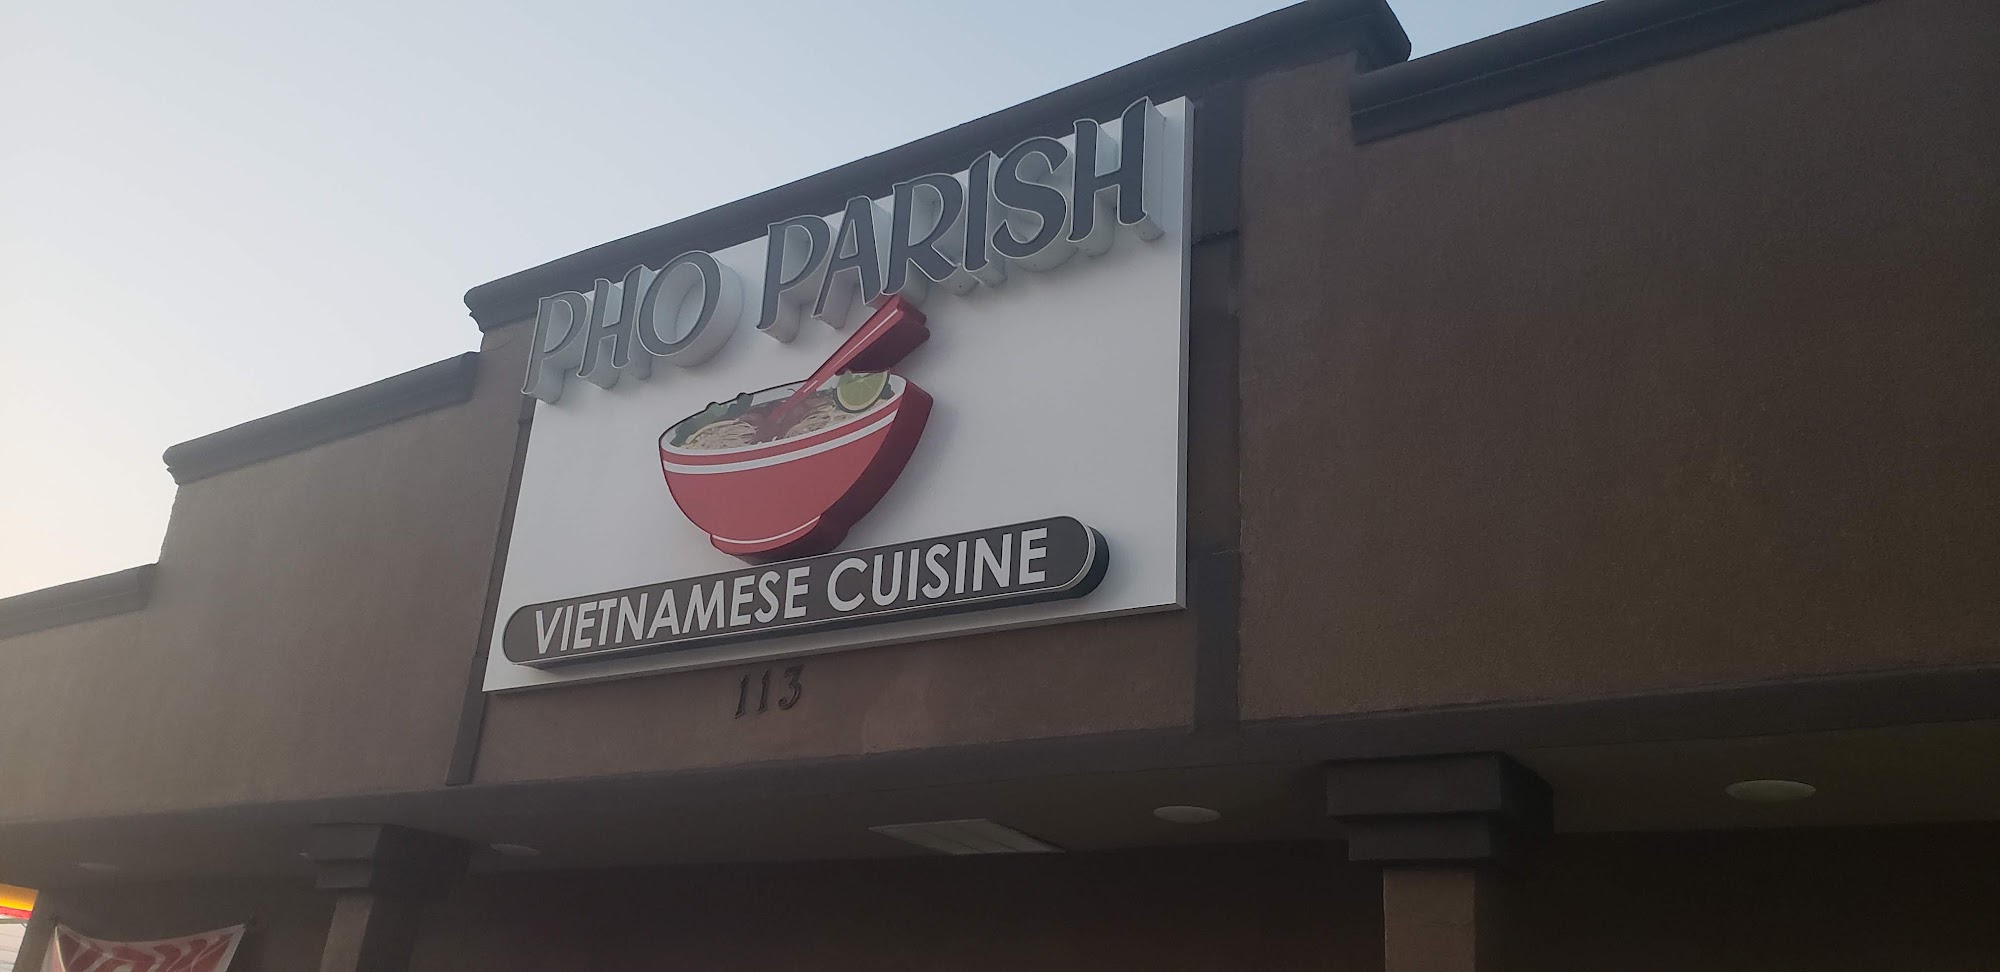 PHO PARISH
VIETNAMESE CUISINE
113